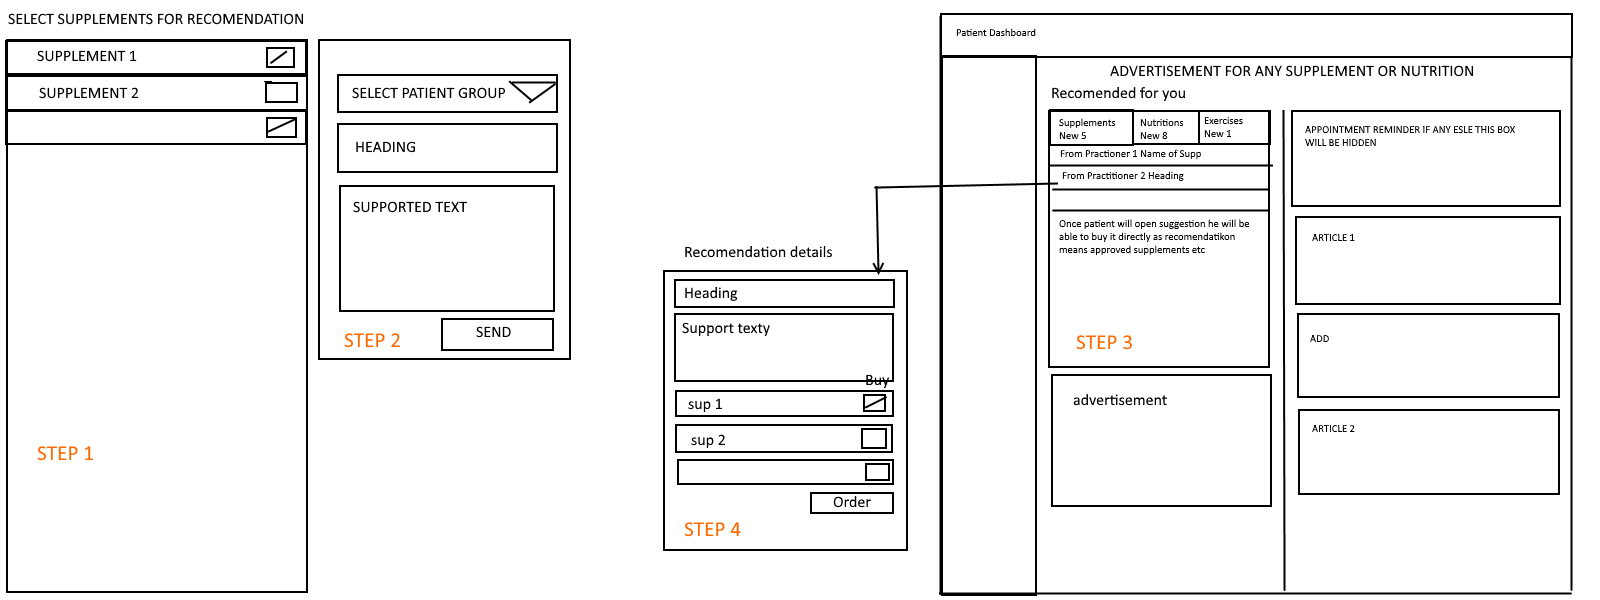 SELECT SUPPLEMENTS FOR RECOMENDATION
SUPPLEMENT 1
SUPPLEMENT 2
STEP 1
SELECT PATIENT GROUP
HEADING
SUPPORTED TEXT
SEND
STEP 2
Recomendation details
Heading
Support texty
Buy
sup 1
sup 2
Order
STEP 4
Patient Dashboard
ADVERTISEMENT FOR ANY SUPPLEMENT OR NUTRITION
Recomended for you
Supplements
New 5
Nutritions
New 8
Exercises
New 1
From Practioner 1 Name of Supp
From Practitioner 2 Heading
Once patient will open suggestion he will be
able to buy it directly as recomendatikon
means approved supplements etc
STEP 3
advertisement
APPOINTMENT REMINDER IF ANY ESLE THIS BOX
WILL BE HIDDEN
ARTICLE 1
ADD
ARTICLE 2